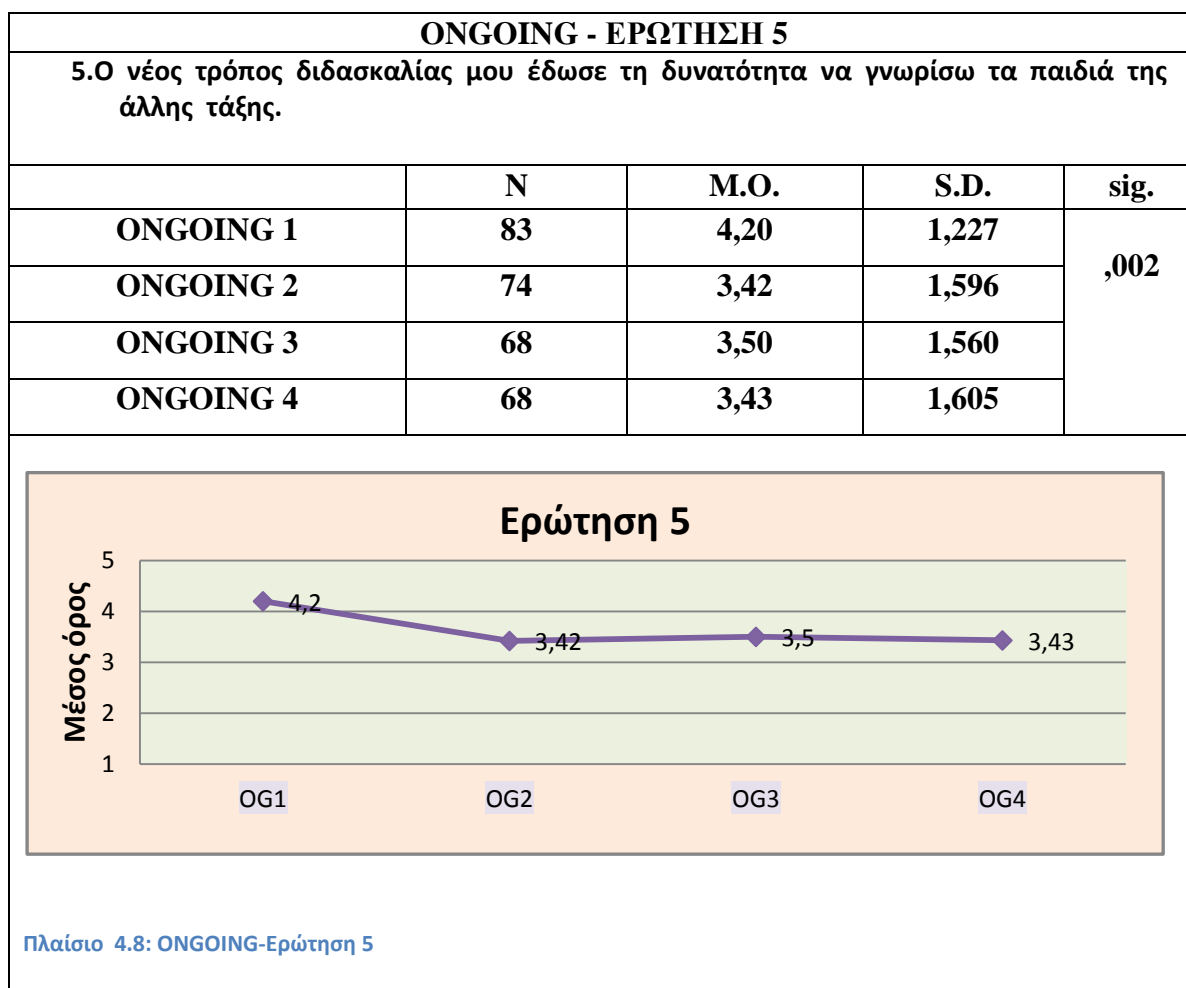 ONGOING - ΕΡΩΤΗΣΗ 5
5.Ο νέος τρόπος διδασκαλίας μου έδωσε τη δυνατότητα να γνωρίσω τα παιδιά της
άλλης τάξης.
N M.O. S.D. sig.
ONGOING 1 83 4,20 1,227 ,002
ONGOING 2 74 3,42 1,596
ONGOING 3 68 3,50 1,560
ONGOING 4 68 3,43 1,605
Ερώτηση 5
Μέσος όρος
5
4
3
2
1
4,2
3,42
3,5
3,43
OG1 OG2 OG3 OG4
Πλαίσιο 4.8: ONGOING-Ερώτηση 5